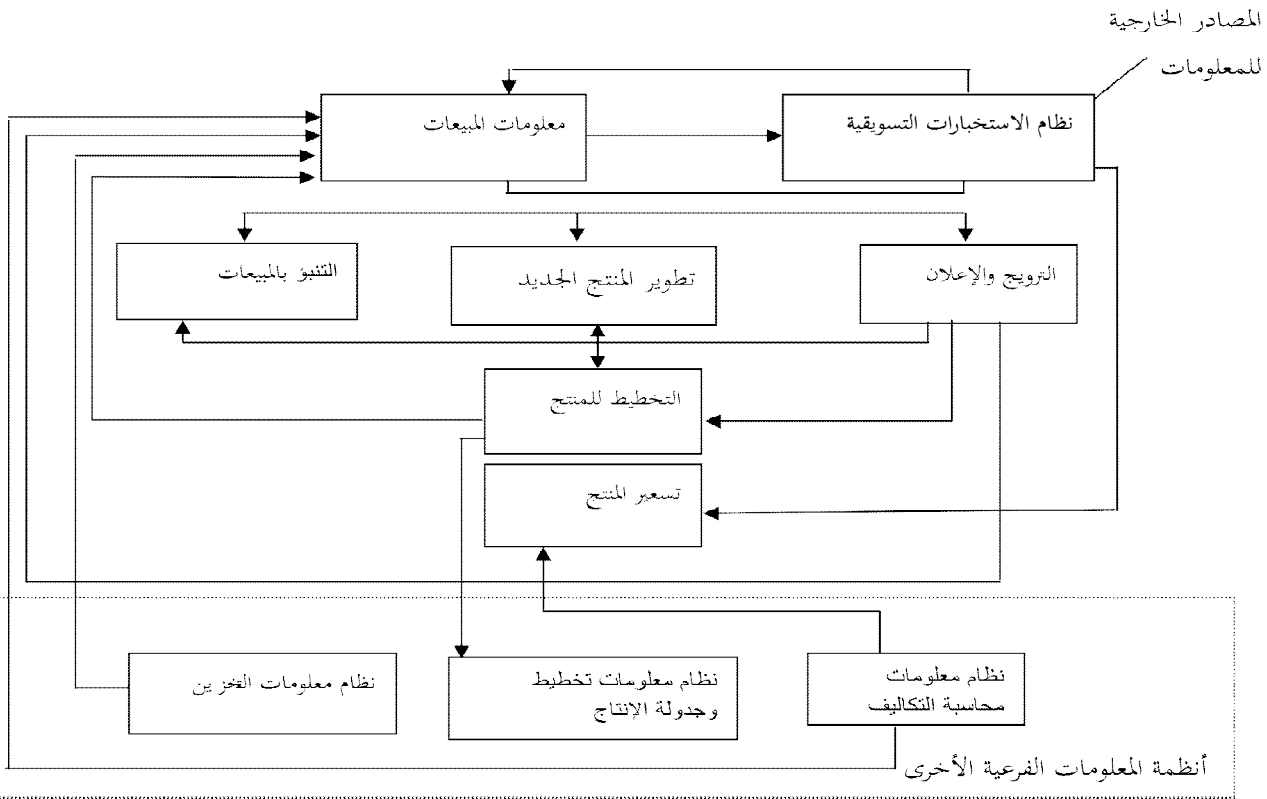 المصادر الخارجية
للمعلومات
نظام الاستخبارات التسويقية
معلومات المبيعات
الترويج والإعلان
تطوير المنتج الجديد
التنبؤ بالمبيعات
التخطيط للمنتج
تسعير المنتج
نظام معلومات
محاسبة التكاليف
نظام معلومات تخطيط
وجدولة الإنتاج
نظام معلومات التخزين
أنظمة المعلومات الفرعية الأخرى